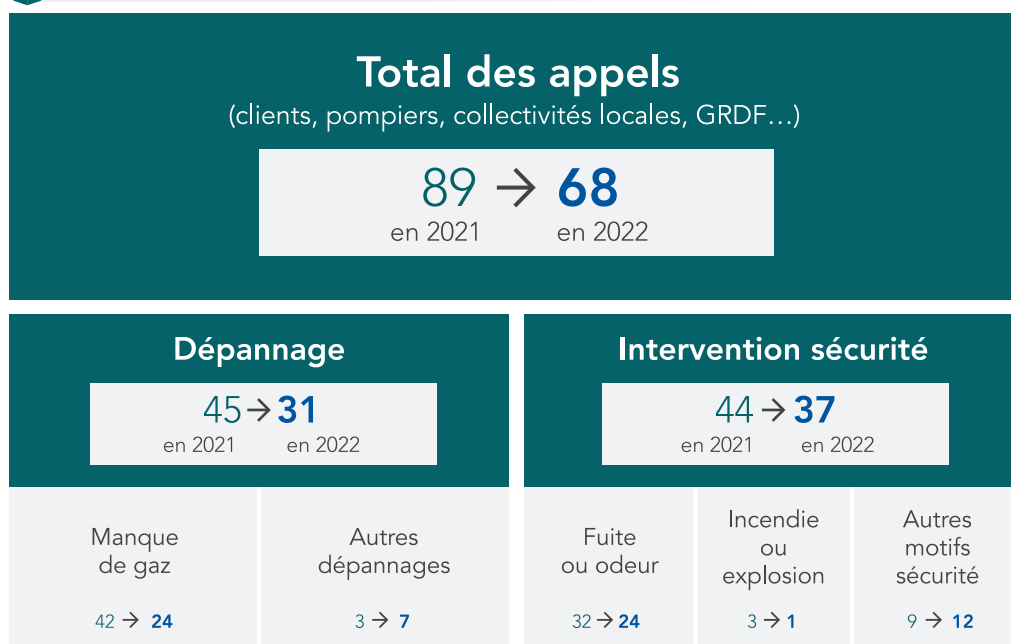 Total des appels
(clients, pompiers, collectivités locales, GRDF…)
89 → 68
en 2021 en 2022
Dépannage
45 → 31
en 2021 en 2022
Manque
de gaz
42 → 24
Autres
dépannages
3 → 7
Intervention sécurité
44 → 37
en 2021 en 2022
Fuite
ou odeur
32 → 24
Incendie
ou
explosion
3 → 1
Autres
motifs
sécurité
9 → 12